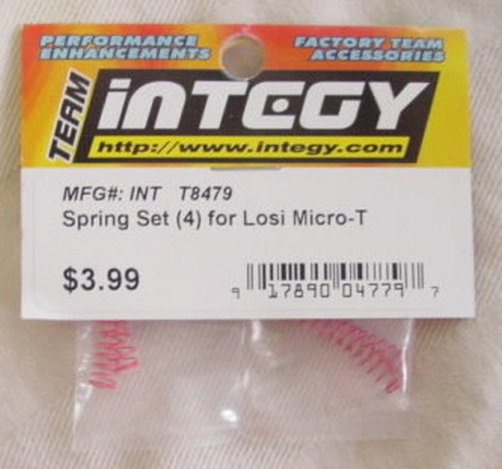 PERFORMANCE ENHANCEMENTS
FACTORY TEAM ACCESSORIES
TEAM
iNTEGY
http://www.integy.com
MFG#: INT T8479
Spring Set (4) for Losi Micro-T
$3.99
9 17890 04779 7